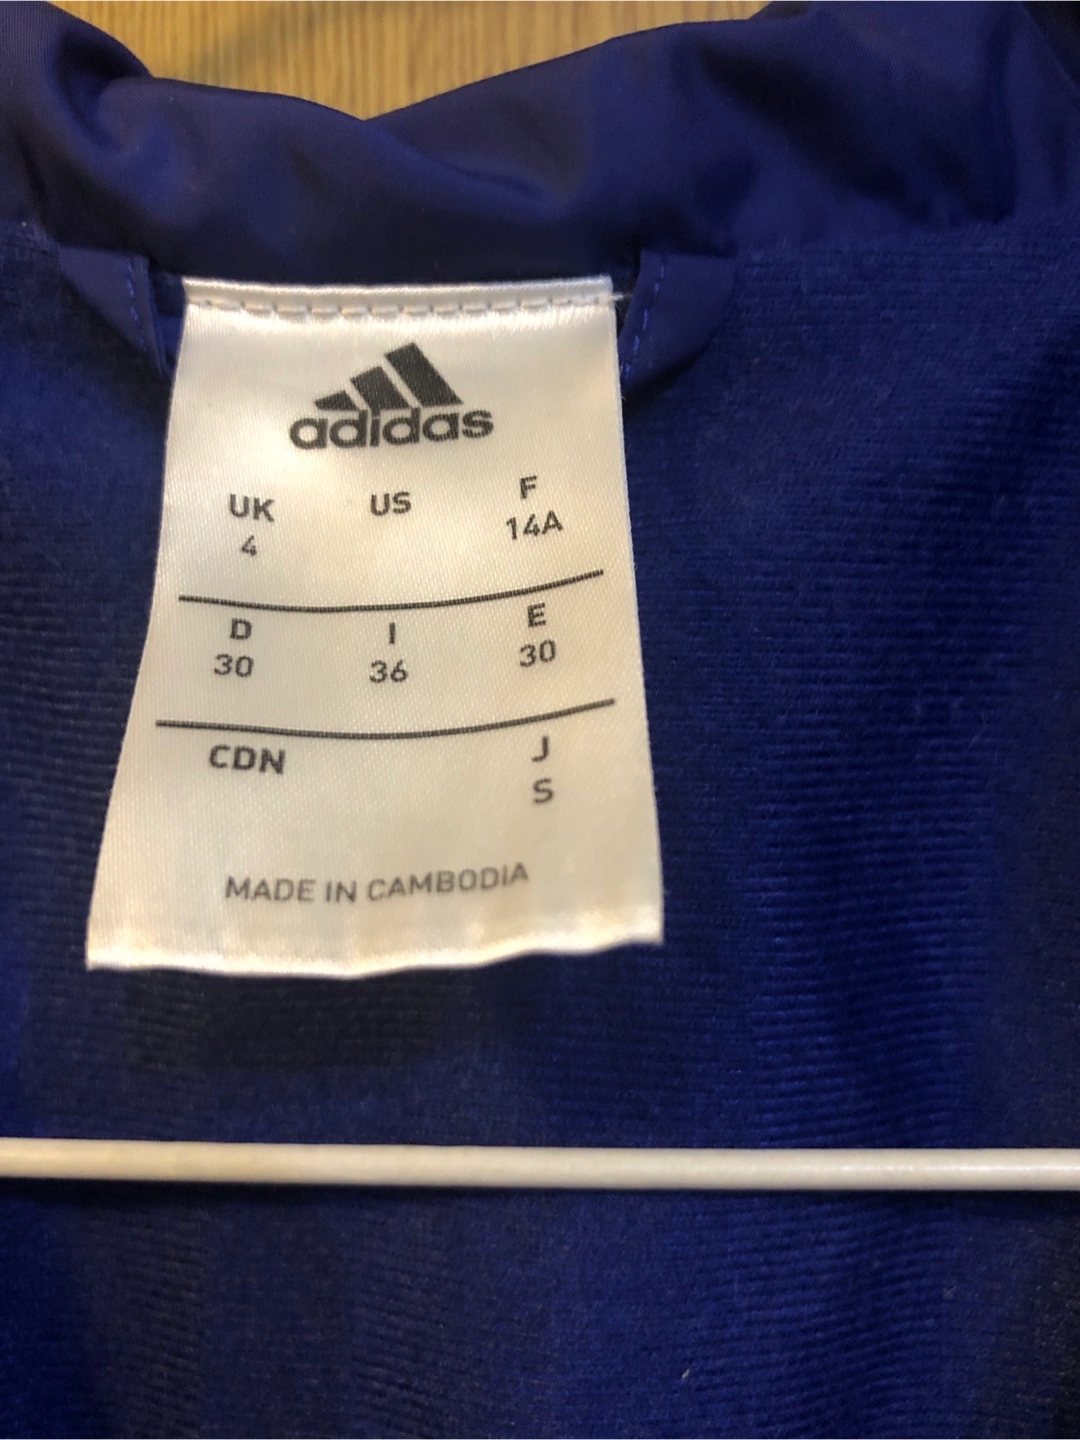 adidas
UK US F
4 14A
D I E
30 36 30
CDN J
S
MADE IN CAMBODIA